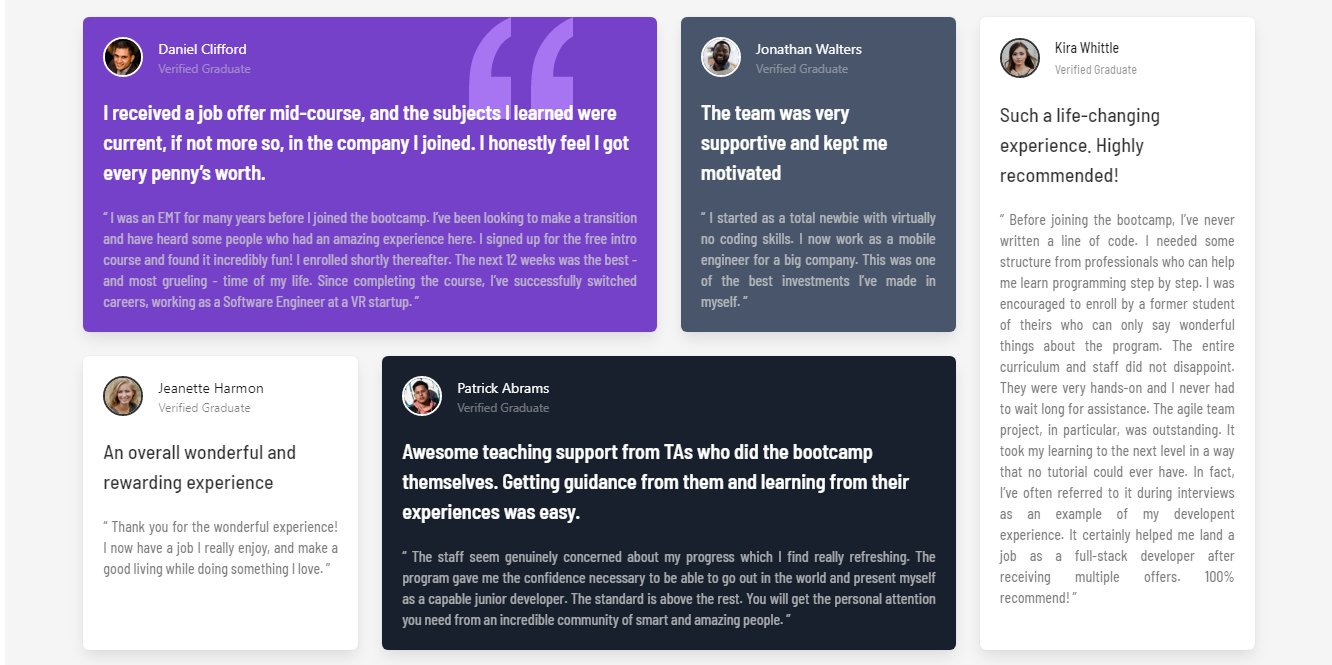 Daniel Clifford
Verified Graduate
I received a job offer mid-course, and the subjects I learned were
current, if not more so, in the company I joined. I honestly feel I got
every penny’s worth.
“ I was an EMT for many years before I joined the bootcamp. I’ve been looking to make a transition
and have heard some people who had an amazing experience here. I signed up for the free intro
course and found it incredibly fun! I enrolled shortly thereafter. The next 12 weeks was the best -
and most grueling - time of my life. Since completing the course, I’ve successfully switched
careers, working as a Software Engineer at a VR startup. ”
Jonathan Walters
Verified Graduate
The team was very
supportive and kept me
motivated
“ I started as a total newbie with virtually
no coding skills. I now work as a mobile
engineer for a big company. This was one
of the best investments I’ve made in
myself. ”
Kira Whittle
Verified Graduate
Such a life-changing
experience. Highly
recommended!
“ Before joining the bootcamp, I’ve never
written a line of code. I needed some
structure from professionals who can help
me learn programming step by step. I was
encouraged to enroll by a former student
of theirs who can only say wonderful
things about the program. The entire
curriculum and staff did not disappoint.
They were very hands-on and I never had
to wait long for assistance. The agile team
project, in particular, was outstanding. It
took my learning to the next level in a way
that no tutorial could ever have. In fact,
I’ve often referred to it during interviews
as an example of my developent
experience. It certainly helped me land a
job as a full-stack developer after
receiving multiple offers. 100%
recommend! ”
Jeanette Harmon
Verified Graduate
An overall wonderful and
rewarding experience
“ Thank you for the wonderful experience!
I now have a job I really enjoy, and make a
good living while doing something I love. ”
Patrick Abrams
Verified Graduate
Awesome teaching support from TAs who did the bootcamp
themselves. Getting guidance from them and learning from their
experiences was easy.
“ The staff seem genuinely concerned about my progress which I find really refreshing. The
program gave me the confidence necessary to be able to go out in the world and present myself
as a capable junior developer. The standard is above the rest. You will get the personal attention
you need from an incredible community of smart and amazing people. ”